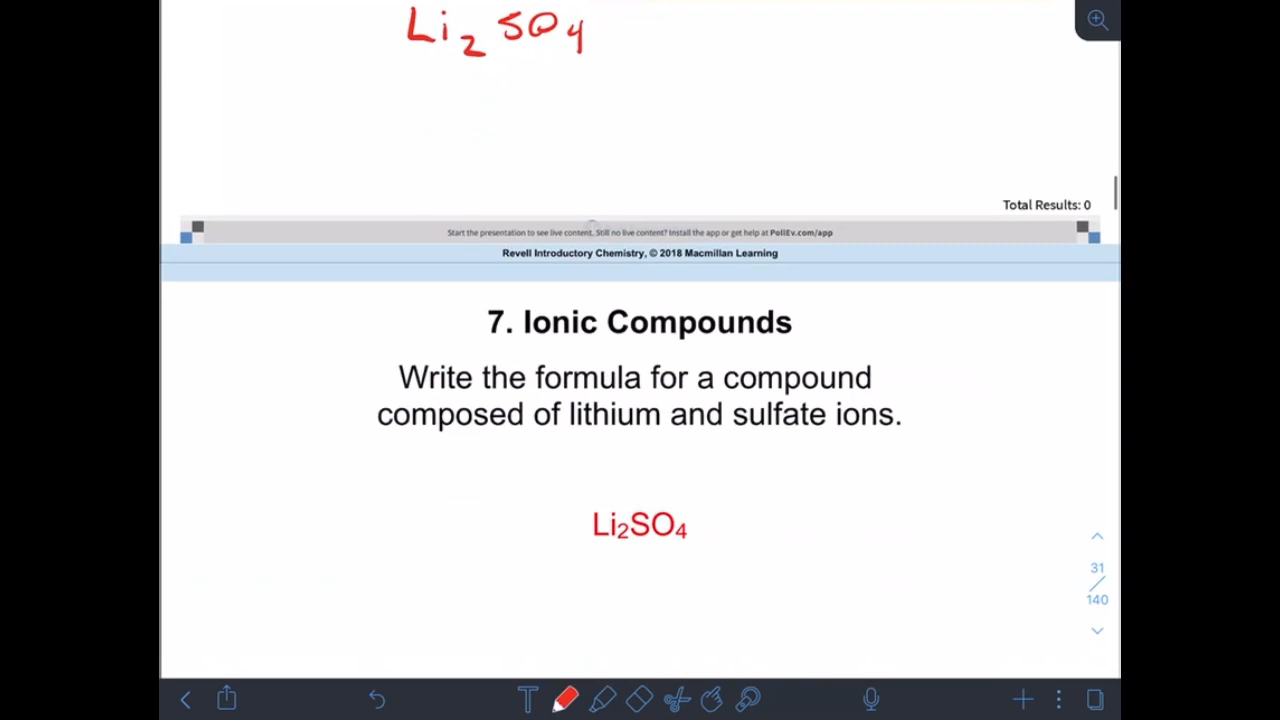 Li2SO4
Total Results: 0
Start the presentation to see live content. Still no live content? Install the app or get help at PollEv.com/app
Revell Introductory Chemistry, © 2018 Macmillan Learning
7. Ionic Compounds
Write the formula for a compound
composed of lithium and sulfate ions.
Li₂SO₄
31
/
140
T